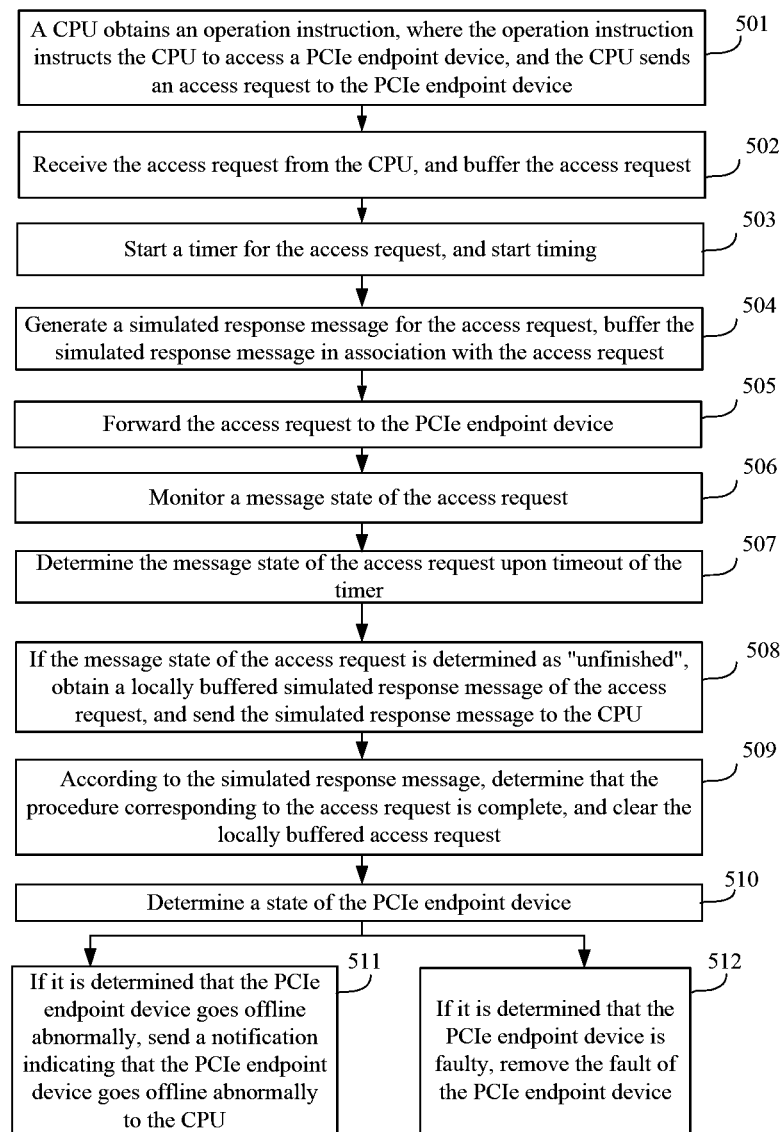 A CPU obtains an operation instruction, where the operation instruction
instructs the CPU to access a PCIe endpoint device, and the CPU sends
an access request to the PCIe endpoint device
501
Receive the access request from the CPU, and buffer the access request
502
Start a timer for the access request, and start timing
503
Generate a simulated response message for the access request, buffer the
simulated response message in association with the access request
504
Forward the access request to the PCIe endpoint device
505
Monitor a message state of the access request
506
Determine the message state of the access request upon timeout of the
timer
507
If the message state of the access request is determined as "unfinished",
obtain a locally buffered simulated response message of the access
request, and send the simulated response message to the CPU
508
According to the simulated response message, determine that the
procedure corresponding to the access request is complete, and clear the
locally buffered access request
509
Determine a state of the PCIe endpoint device
510
If it is determined that the PCIe
endpoint device goes offline
abnormally, send a notification
indicating that the PCIe endpoint
device goes offline abnormally
to the CPU
511
If it is determined that the
PCIe endpoint device is
faulty, remove the fault of
the PCIe endpoint device
512